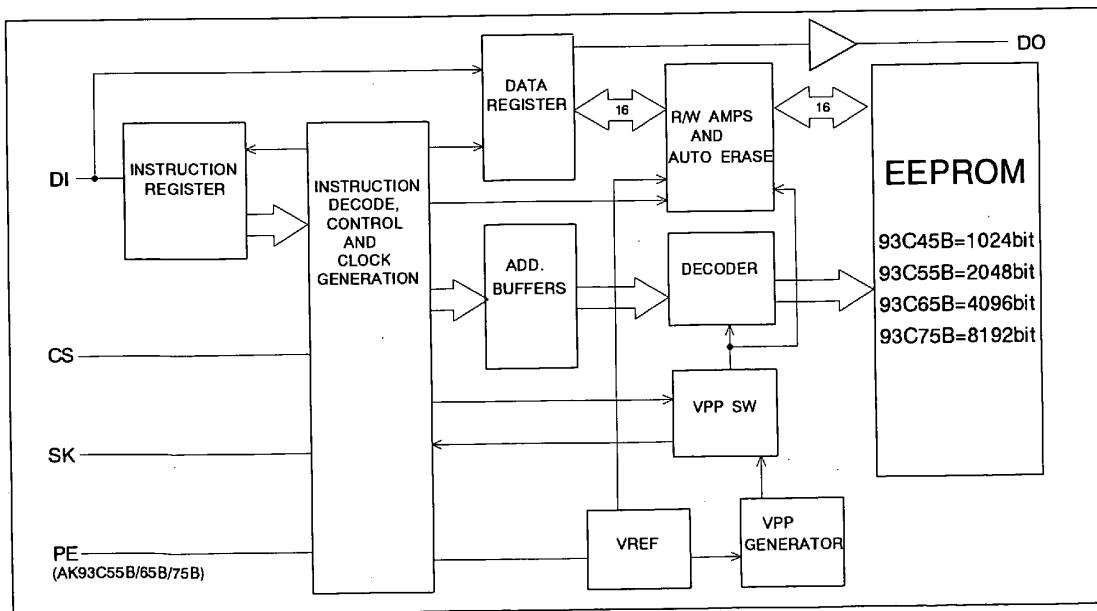 DO
DATA
REGISTER
16
R/W AMPS
AND
AUTO ERASE
16
EEPROM
93C45B=1024bit
93C55B=2048bit
93C65B=4096bit
93C75B=8192bit
DI
INSTRUCTION
REGISTER
INSTRUCTION
DECODE,
CONTROL
AND
CLOCK
GENERATION
ADD.
BUFFERS
DECODER
CS
VPP SW
SK
PE
(AK93C55B/65B/75B)
VREF
VPP
GENERATOR